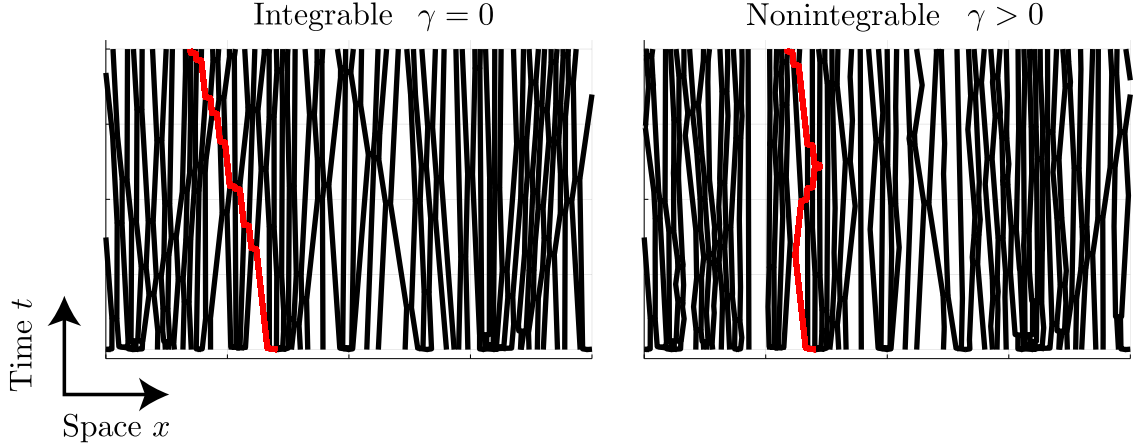 Integrable γ = 0
Nonintegrable γ > 0
Time t
Space x